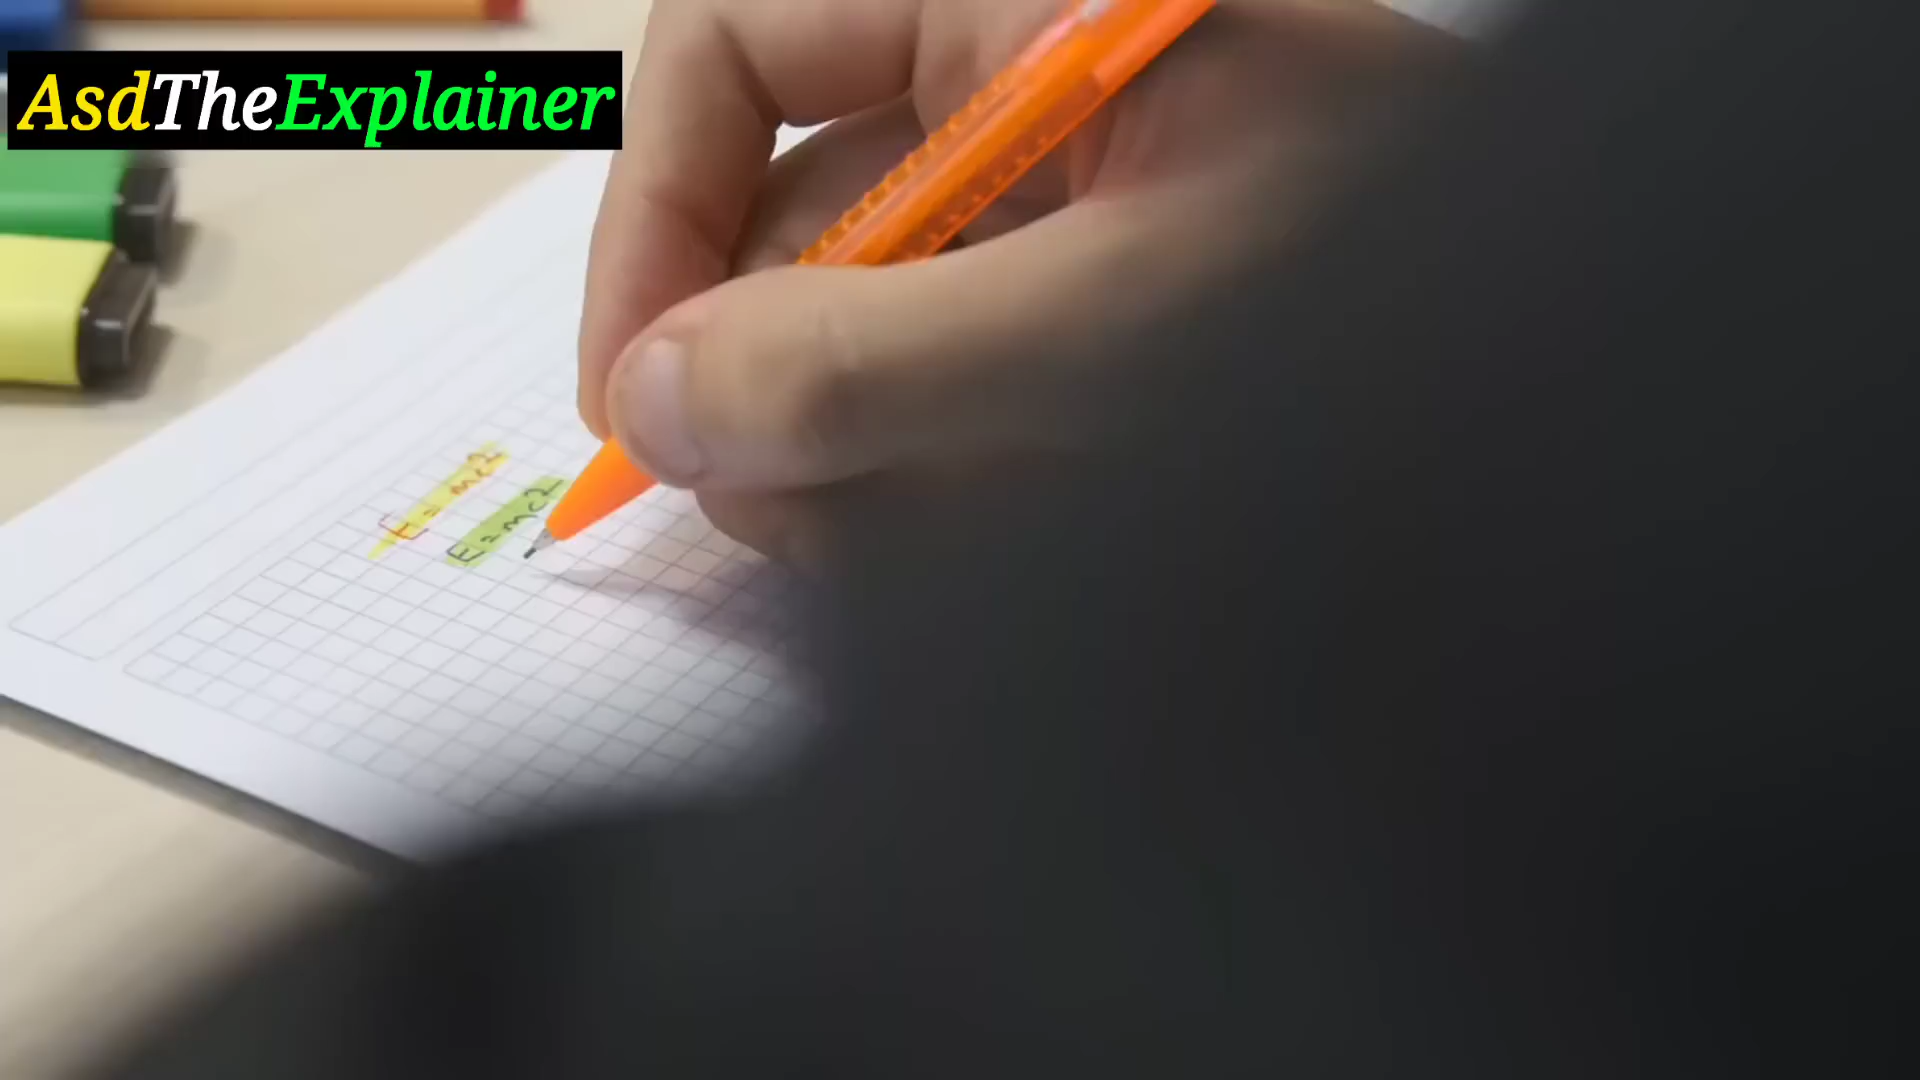 AsdTheExplainer
E = mc2
E = mc2